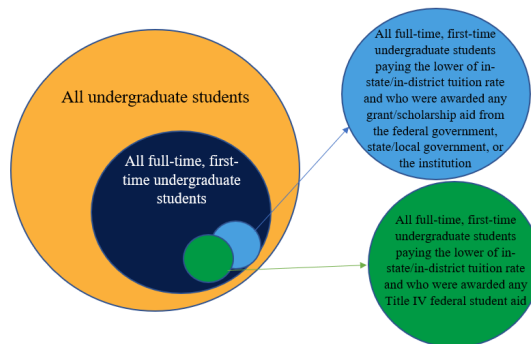 All undergraduate students
All full-time, first-
time undergraduate
students
All full-time, first-time
undergraduate students
paying the lower of in-
state/in-district tuition rate
and who were awarded any
grant/scholarship aid from
the federal government,
state/local government, or
the institution
All full-time, first-time
undergraduate students
paying the lower of in-
state/in-district tuition rate
and who were awarded any
Title IV federal student aid